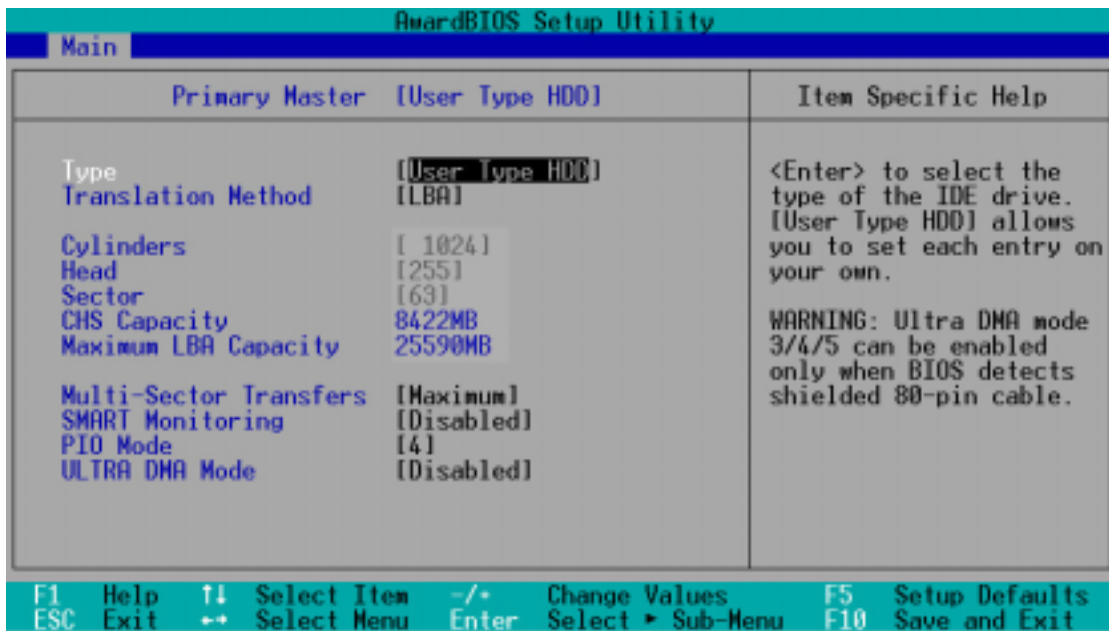 AwardBIOS Setup Utility
Main
Primary Master [User Type HDD]
Item Specific Help
Type [User Type HDD]
Translation Method [LBA]
Cylinders [ 1024]
Head [255]
Sector [63]
CHS Capacity 8422MB
Maximum LBA Capacity 25590MB
Multi-Sector Transfers [Maximum]
SMART Monitoring [Disabled]
PIO Mode [4]
ULTRA DMA Mode [Disabled]
<Enter> to select the
type of the IDE drive.
[User Type HDD] allows
you to set each entry on
your own.
WARNING: Ultra DMA mode
3/4/5 can be enabled
only when BIOS detects
shielded 80-pin cable.
F1 Help ↑↓ Select Item -/+ Change Values F5 Setup Defaults
ESC Exit ←→ Select Menu Enter Select ► Sub-Menu F10 Save and Exit